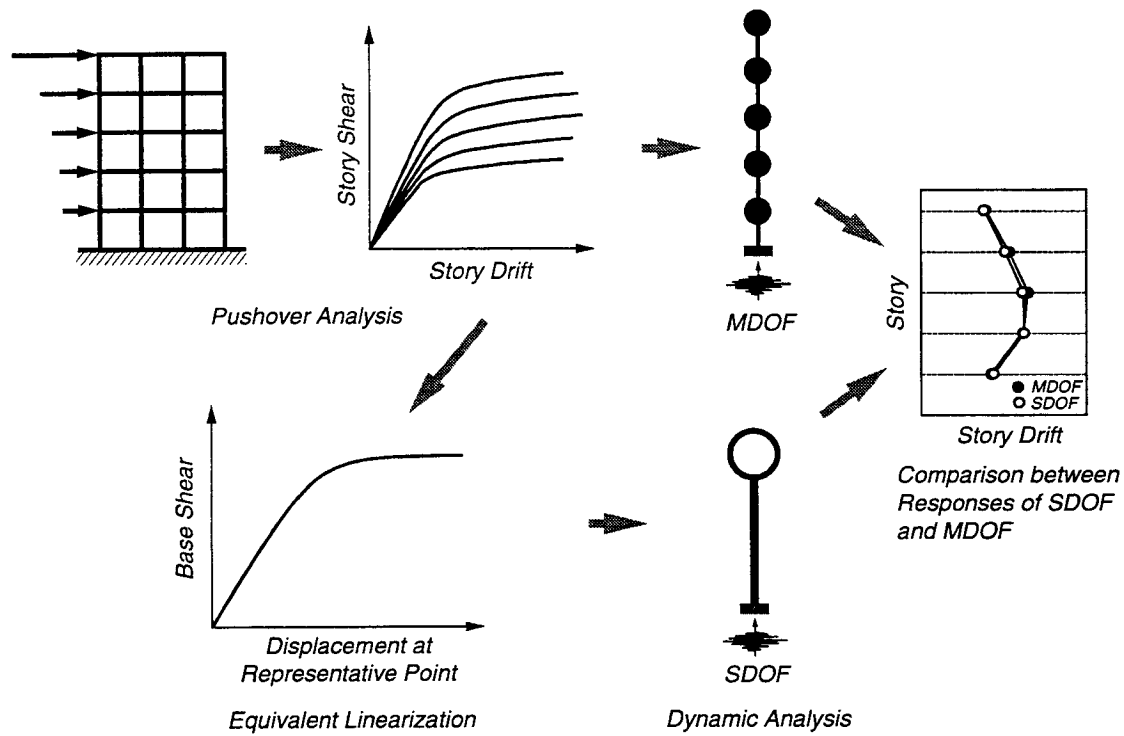 Story Shear
Story Drift
Pushover Analysis
MDOF
Story
MDOF
SDOF
Story Drift
Comparison between
Responses of SDOF
and MDOF
Base Shear
Displacement at
Representative Point
Equivalent Linearization
SDOF
Dynamic Analysis